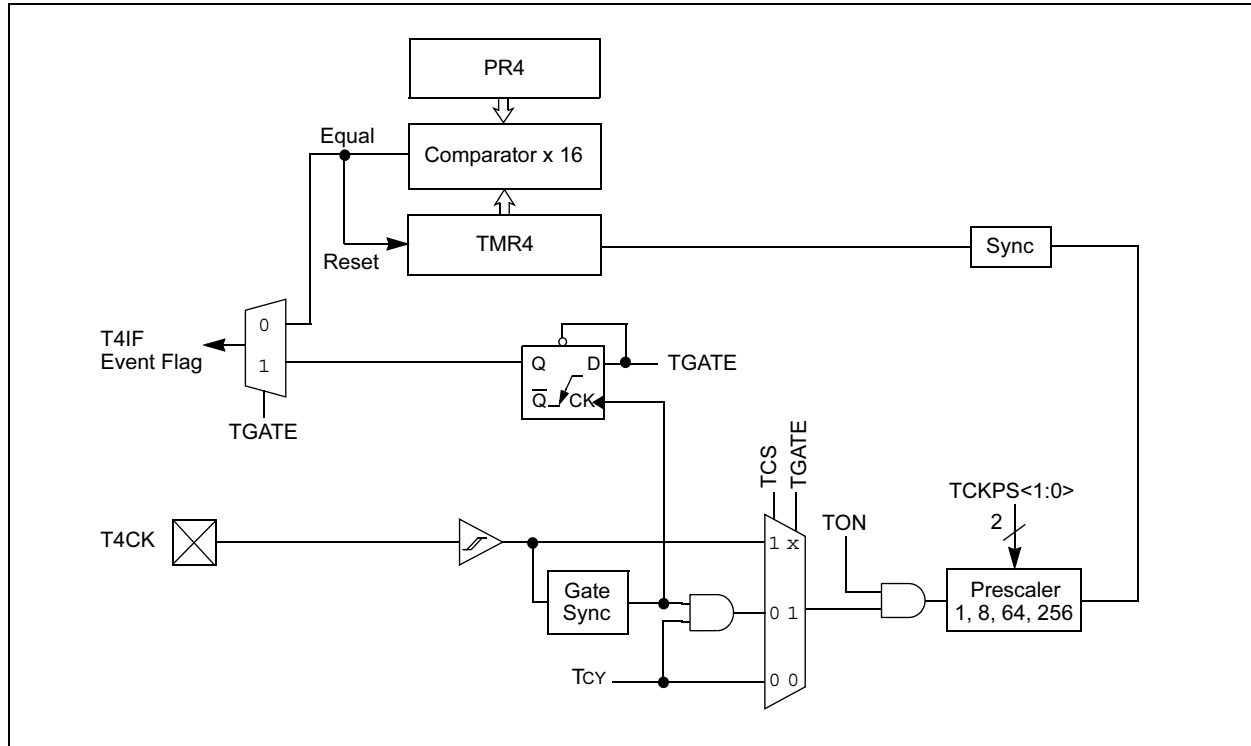 PR4
Equal
Comparator x 16
TMR4
Reset
Sync
T4IF
Event Flag
0
1
TGATE
Q
D
Q
CK
TGATE
TCS
TGATE
TCKPS<1:0>
2
TON
T4CK
1 x
Gate
Sync
0 1
Prescaler
1, 8, 64, 256
TCY
0 0